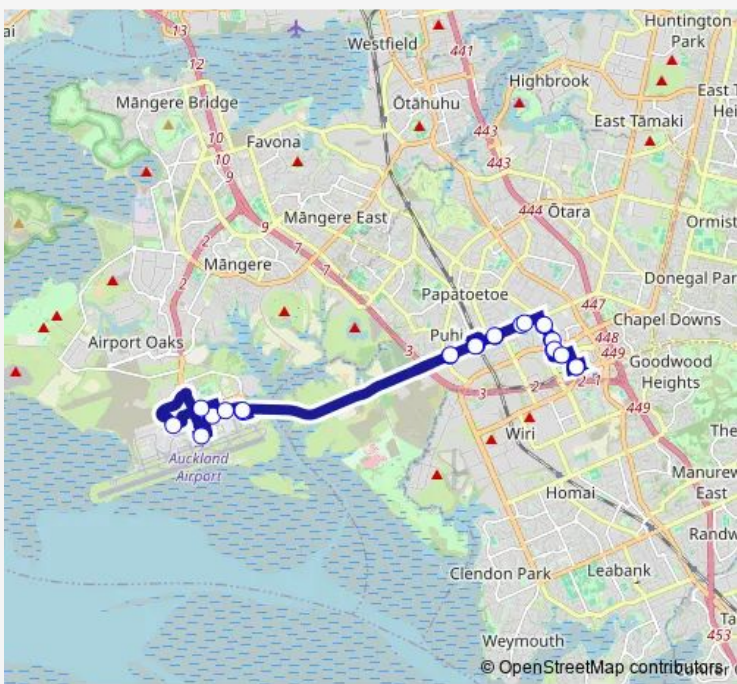 Huntington
Park
ai
13
Westfield
441
12
Highbrook
East T
Māngere Bridge
Ōtāhuhu
Hei
East Tāmaki
10
443
Favona
10
443
9
444
Ōtara
Māngere East
Ormist
2
9
7
Māngere
7
Donegal Par
Papatoetoe
447
Chapel Downs
Airport Oaks
Puhi
448
3
449
Goodwood
Heights
2
2
1
3
449
Wiri
The
Auckland
Airport
Manurew
East
Homai
Randw
Clendon Park
Leabank
Ta
453
Weymouth
© OpenStreetMap contributors